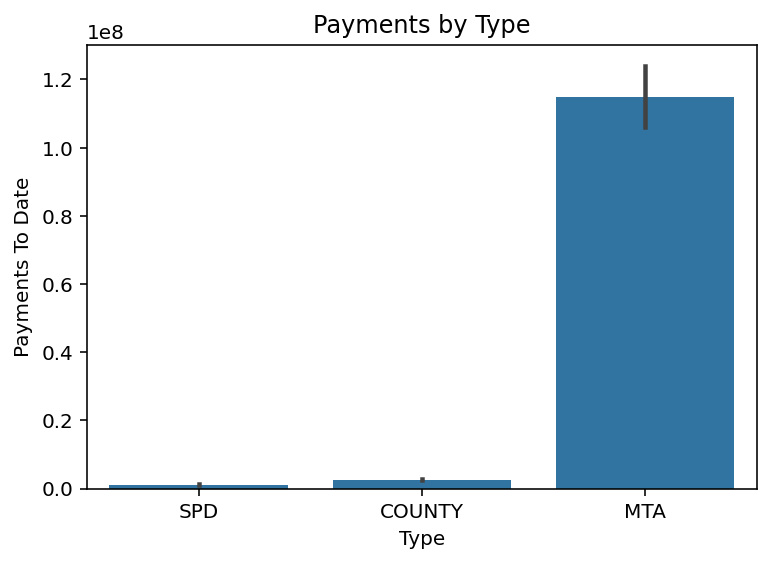 Payments by Type
1e8
1.2
1.0
0.8
0.6
0.4
0.2
0.0
Payments To Date
SPD COUNTY MTA
Type